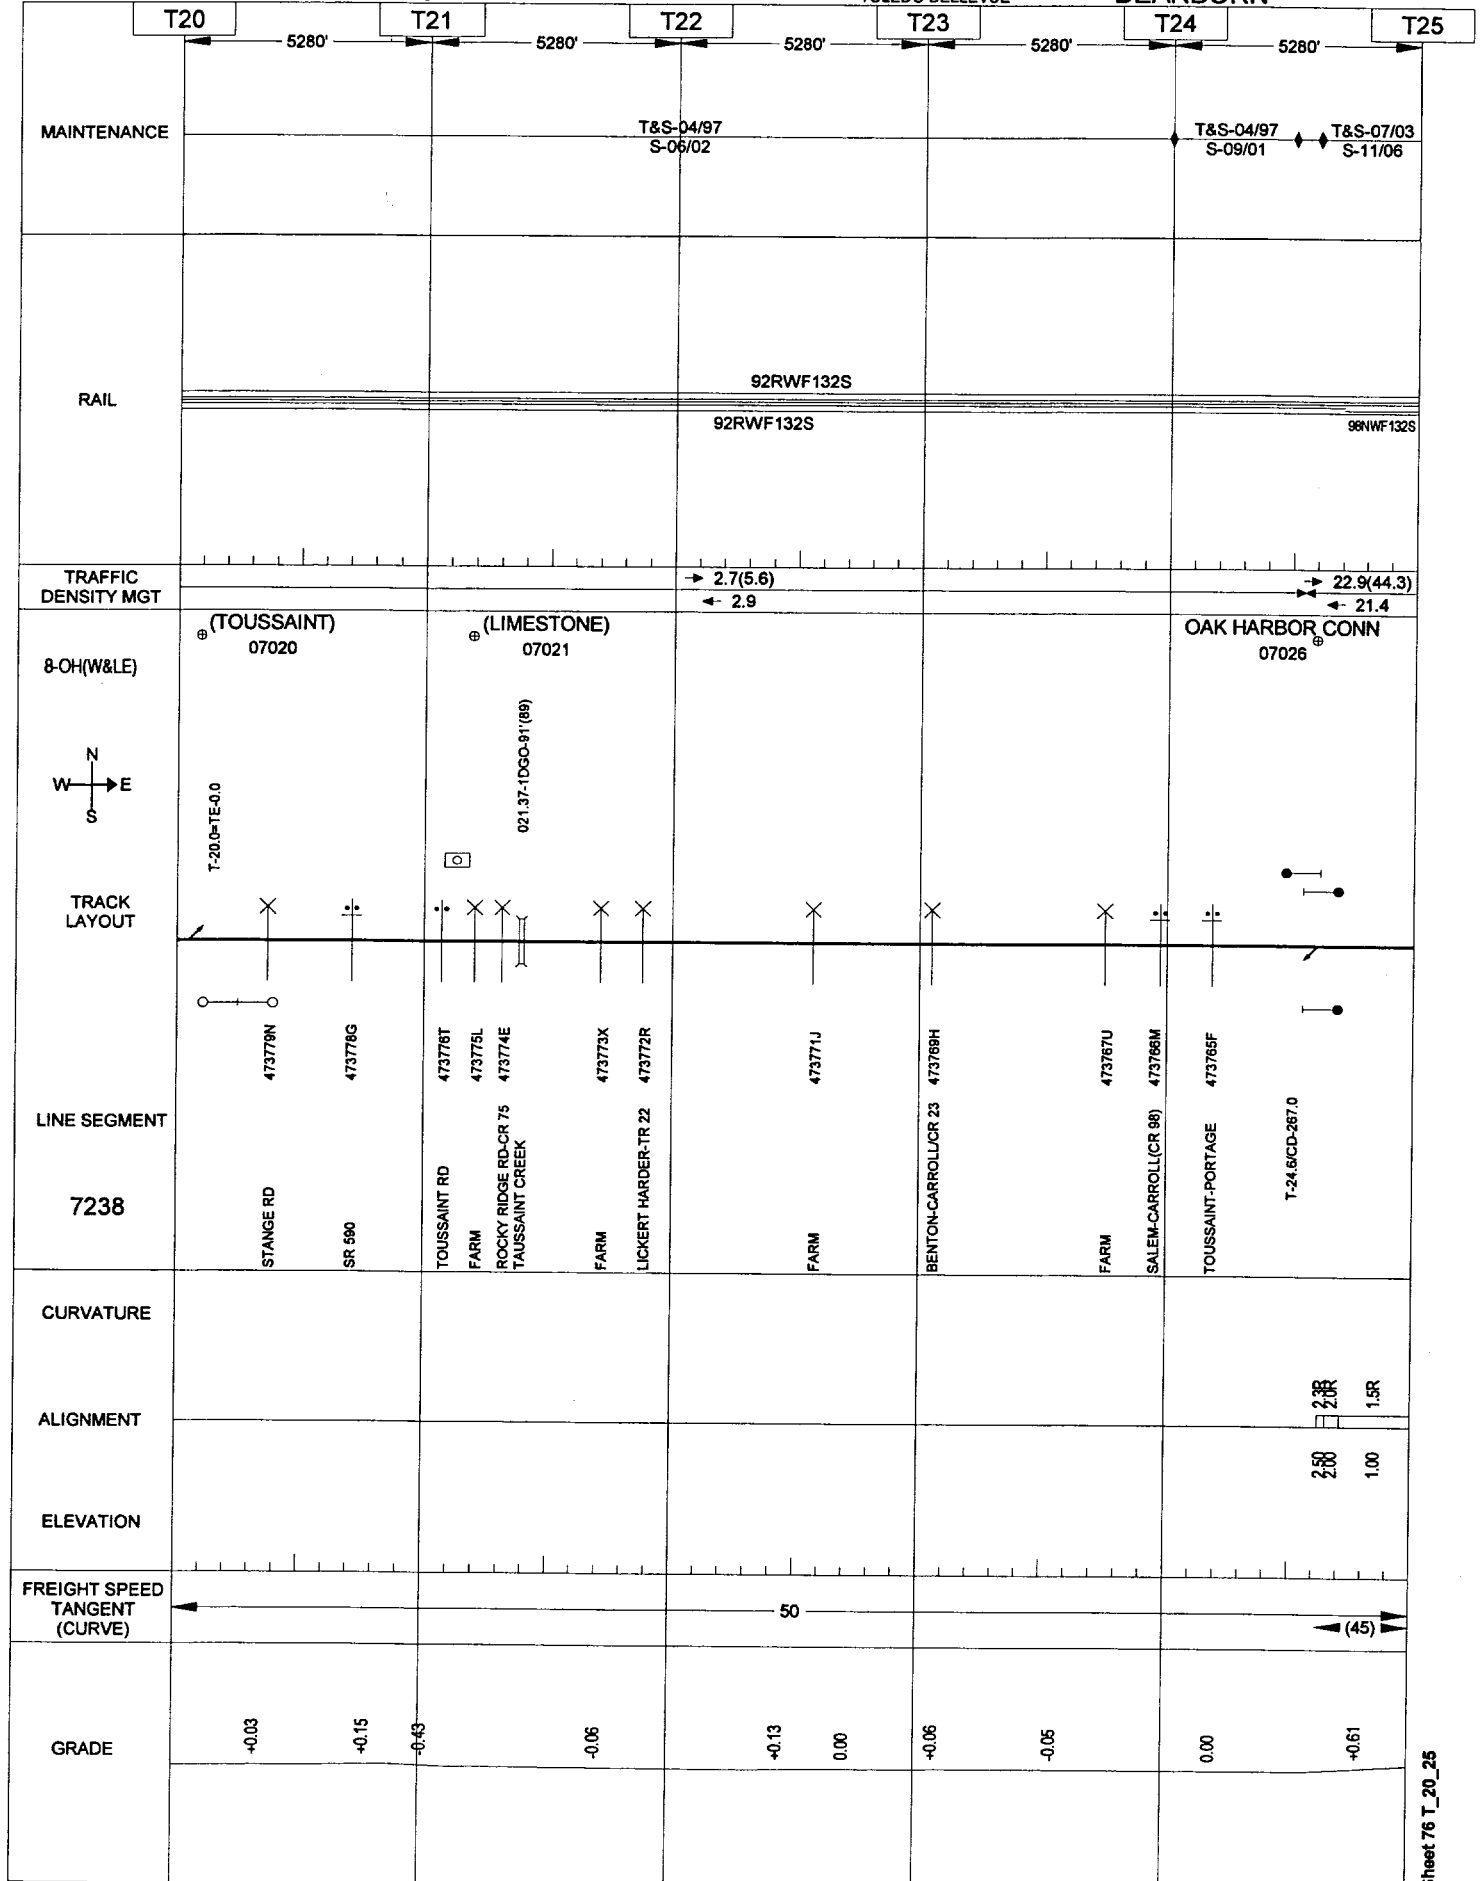 T20 T21 T22 T23 T24 T25
5280' 5280' 5280' 5280' 5280'
MAINTENANCE
T&S-04/97
S-06/02
T&S-04/97
S-09/01
T&S-07/03
S-11/06
RAIL
92RWF132S
92RWF132S
98NWF132S
TRAFFIC
DENSITY MGT
2.7(5.6)
2.9
22.9(44.3)
21.4
(TOUSSAINT)
07020
(LIMESTONE)
07021
OAK HARBOR CONN
07026
8-OH(W&LE)
N
W E
S
T-20.0=TE-0.0
021.37-1DGO-91'(89)
TRACK
LAYOUT
473779N
473778G
473776T
473775L
473774E
473773X
473772R
473771J
473769H
473767U
473766M
473765F
LINE SEGMENT
7238
STANGE RD
SR 590
TOUSSAINT RD
FARM
ROCKY RIDGE RD-CR 75
TAUSSAINT CREEK
FARM
LICKERT HARDER-TR 22
FARM
BENTON-CARROLL/CR 23
FARM
SALEM-CARROLL(CR 98)
TOUSSAINT-PORTAGE
T-24.6/CD-267.0
CURVATURE
ALIGNMENT
2.3R
2.0R
1.5R
2.50
2.00
1.00
ELEVATION
FREIGHT SPEED
TANGENT
(CURVE)
50
(45)
GRADE
+0.03
+0.15
-0.43
-0.06
+0.13
0.00
+0.06
-0.05
0.00
+0.61
76 T_20_25